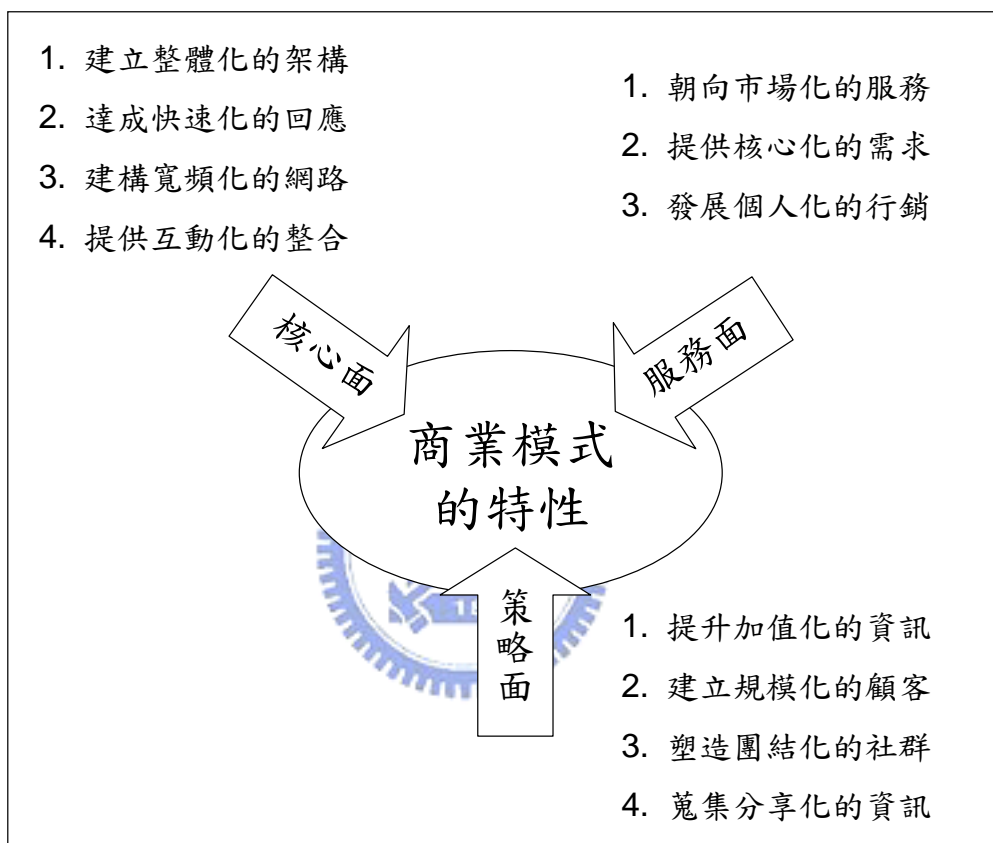 1. 建立整體化的架構
2. 達成快速化的回應
3. 建構寬頻化的網路
4. 提供互動化的整合
1. 朝向市場化的服務
2. 提供核心化的需求
3. 發展個人化的行銷
核心面
服務面
商業模式
的特性
策略面
1. 提升加值化的資訊
2. 建立規模化的顧客
3. 塑造團結化的社群
4. 蒐集分享化的資訊